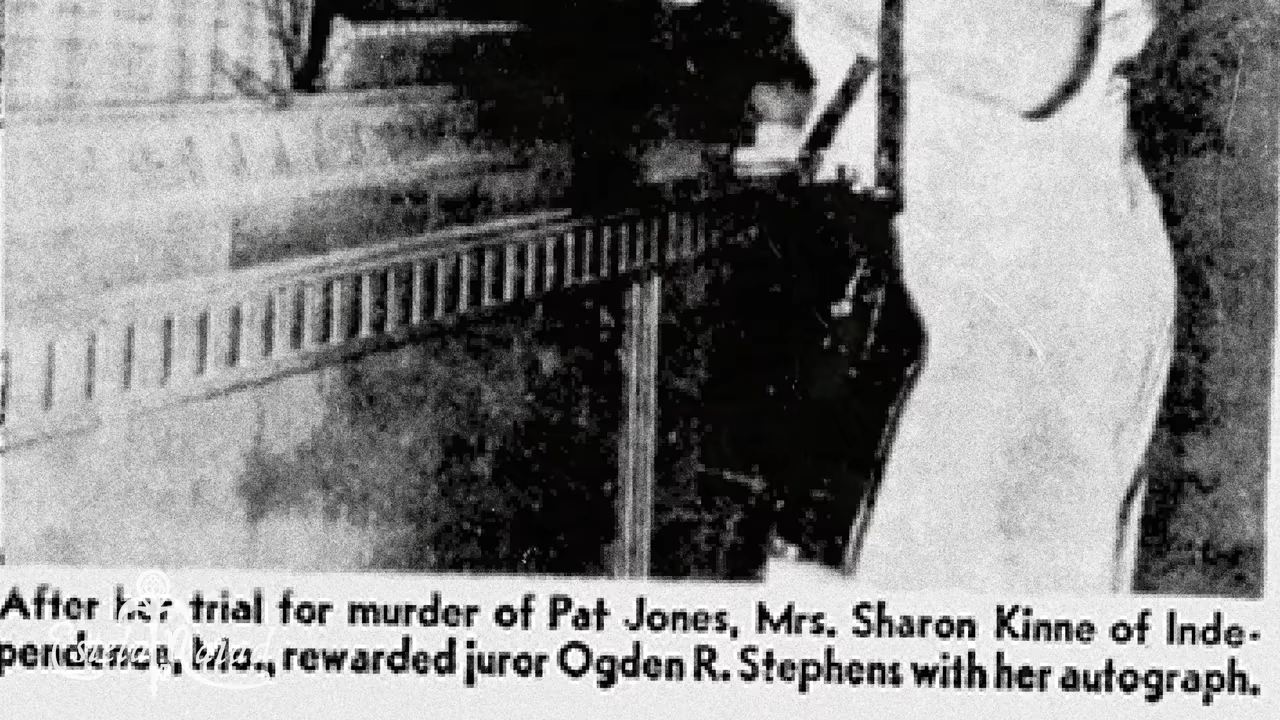 After her trial for murder of Pat Jones, Mrs. Sharon Kinne of Inde-
pendence, Mo., rewarded juror Ogden R. Stephens with her autograph.